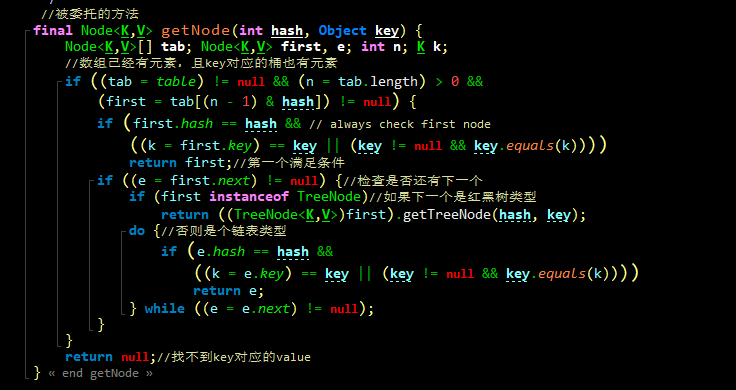 //被委托的方法
final Node<K,V> getNode(int hash, Object key) {
Node<K,V>[] tab; Node<K,V> first, e; int n; K k;
//数组已经有元素，且key对应的桶也有元素
if ((tab = table) != null && (n = tab.length) > 0 &&
(first = tab[(n - 1) & hash]) != null) {
if (first.hash == hash && // always check first node
((k = first.key) == key || (key != null && key.equals(k))))
return first;//第一个满足条件
if ((e = first.next) != null) {//检查是否还有下一个
if (first instanceof TreeNode)//如果下一个是红黑树类型
return ((TreeNode<K,V>)first).getTreeNode(hash, key);
do {//否则是个链表类型
if (e.hash == hash &&
((k = e.key) == key || (key != null && key.equals(k))))
return e;
} while ((e = e.next) != null);
}
}
return null;//找不到key对应的value
} « end getNode »